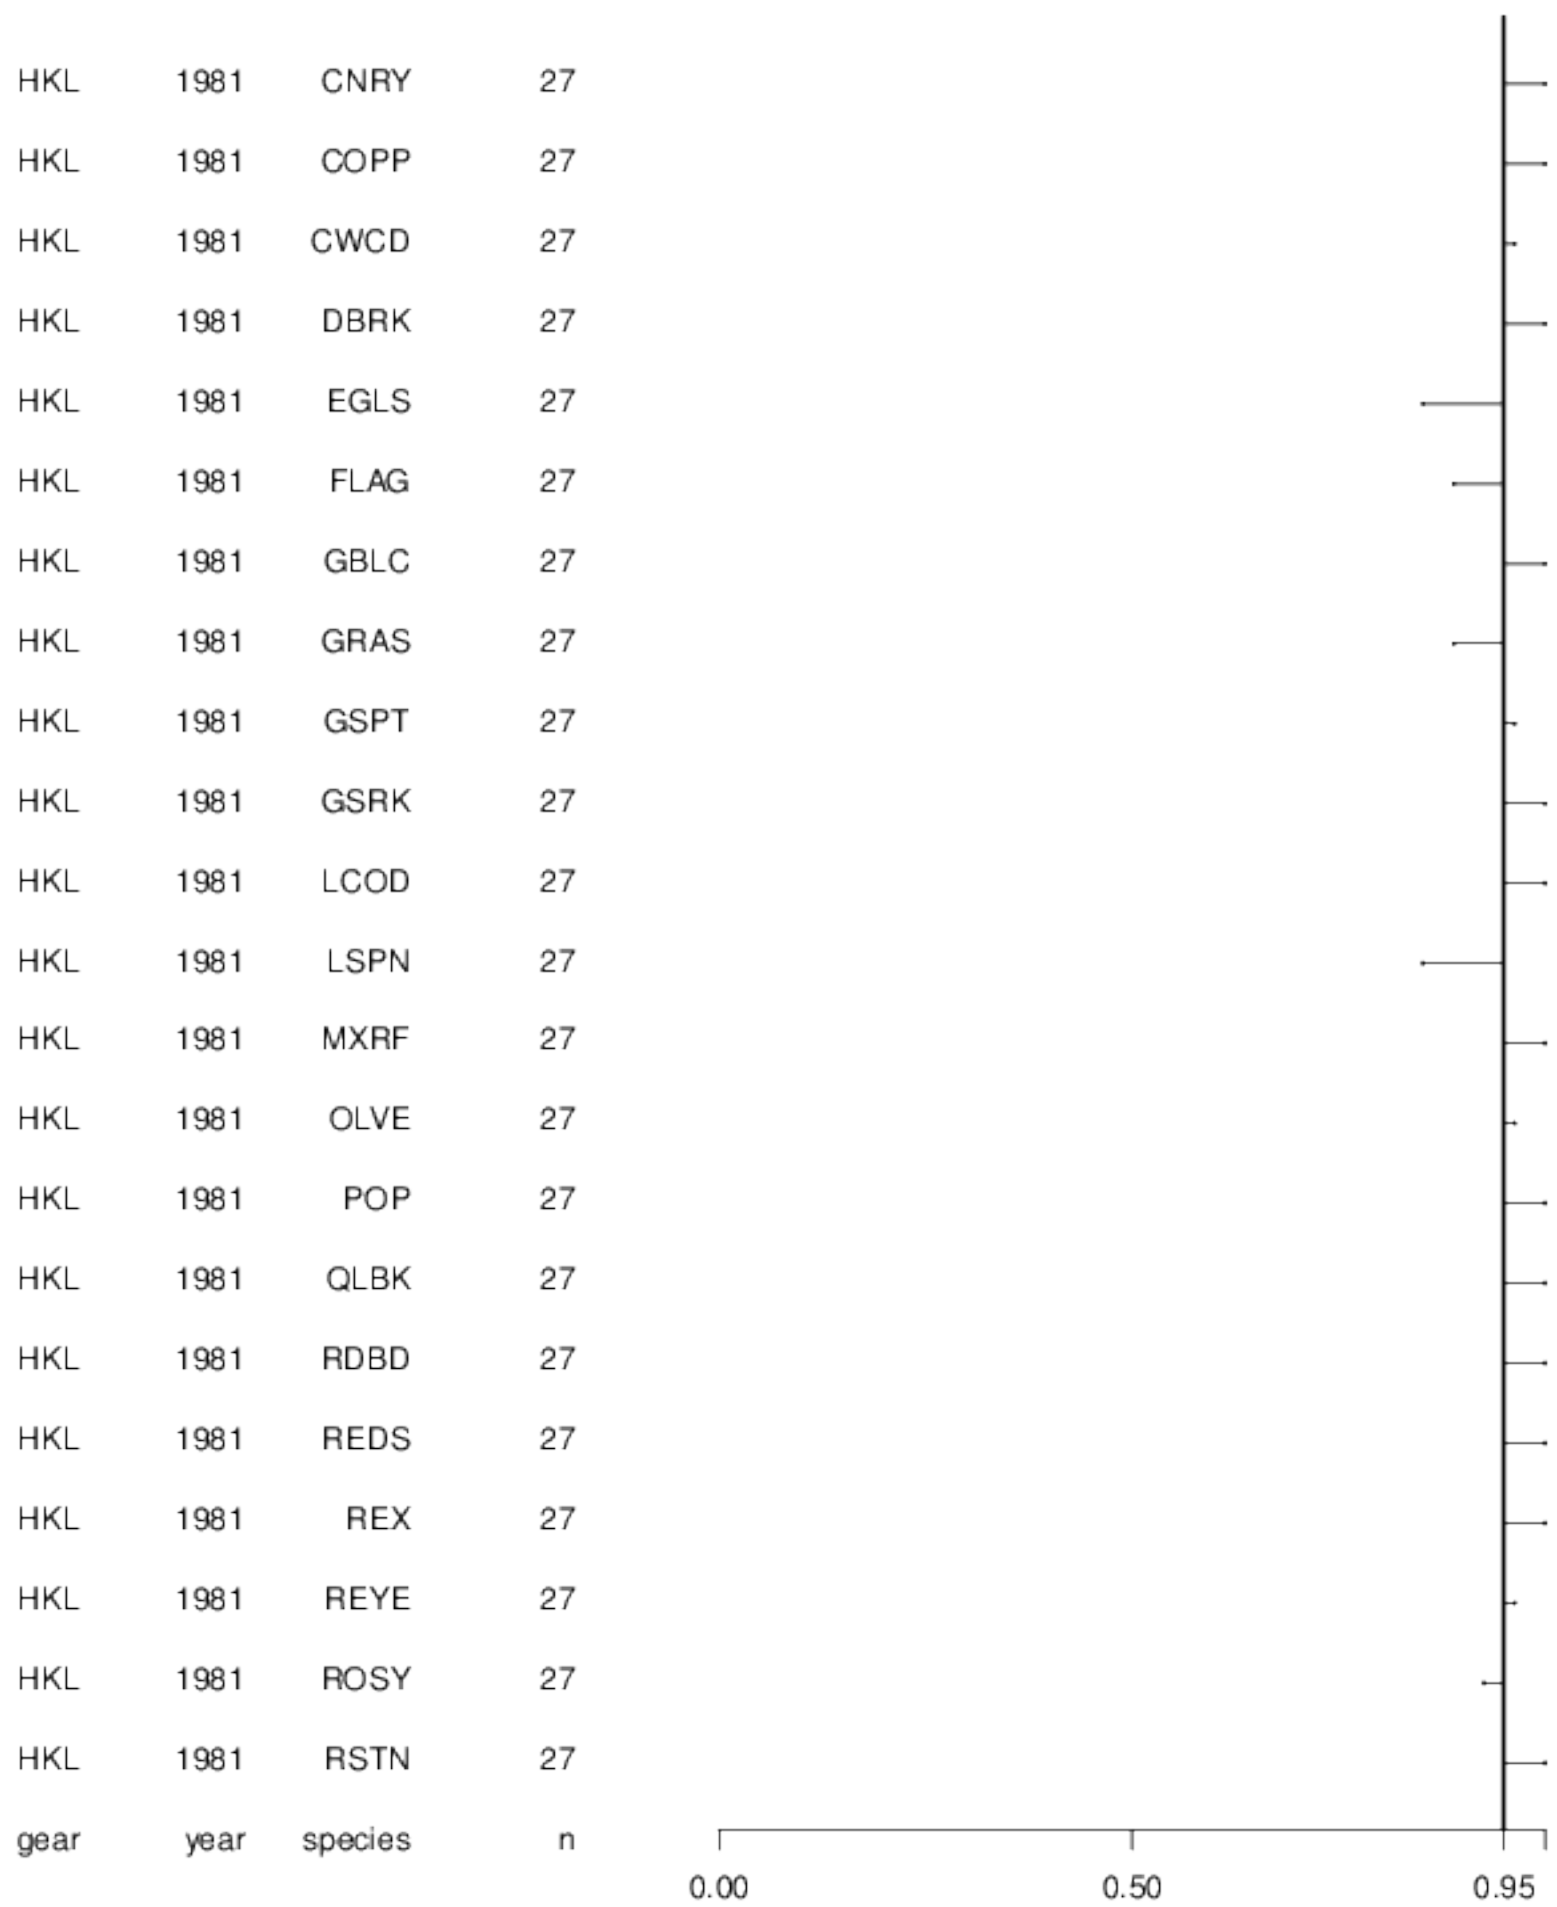 HKL 1981 CNRY 27
HKL 1981 COPP 27
HKL 1981 CWCD 27
HKL 1981 DBRK 27
HKL 1981 EGLS 27
HKL 1981 FLAG 27
HKL 1981 GBLC 27
HKL 1981 GRAS 27
HKL 1981 GSPT 27
HKL 1981 GSRK 27
HKL 1981 LCOD 27
HKL 1981 LSPN 27
HKL 1981 MXRF 27
HKL 1981 OLVE 27
HKL 1981 POP 27
HKL 1981 QLBK 27
HKL 1981 RDBD 27
HKL 1981 REDS 27
HKL 1981 REX 27
HKL 1981 REYE 27
HKL 1981 ROSY 27
HKL 1981 RSTN 27
gear year species n
0.00 0.50 0.95